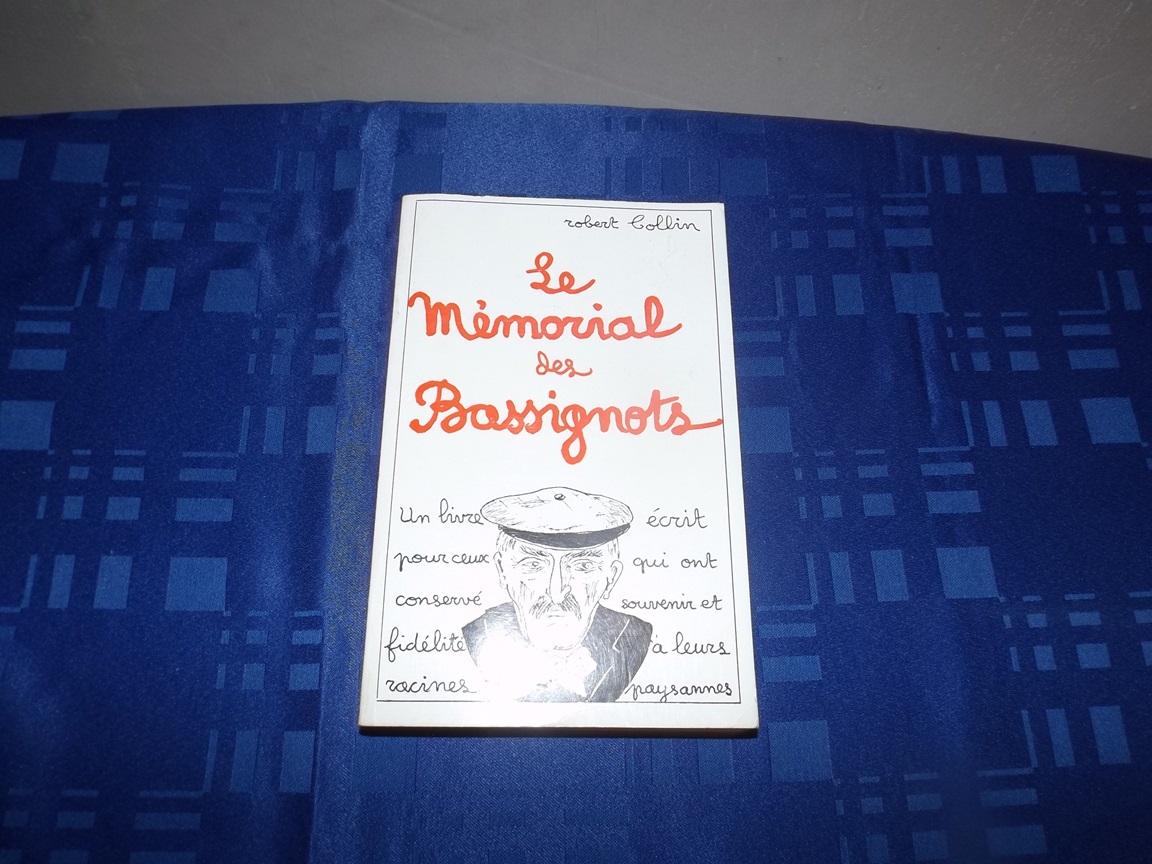 robert Collin
Le
Mémorial
des
Bassignots
Un livre écrit
pour ceux qui ont
conservé souvenir et
fidélité à leurs
racines paysannes